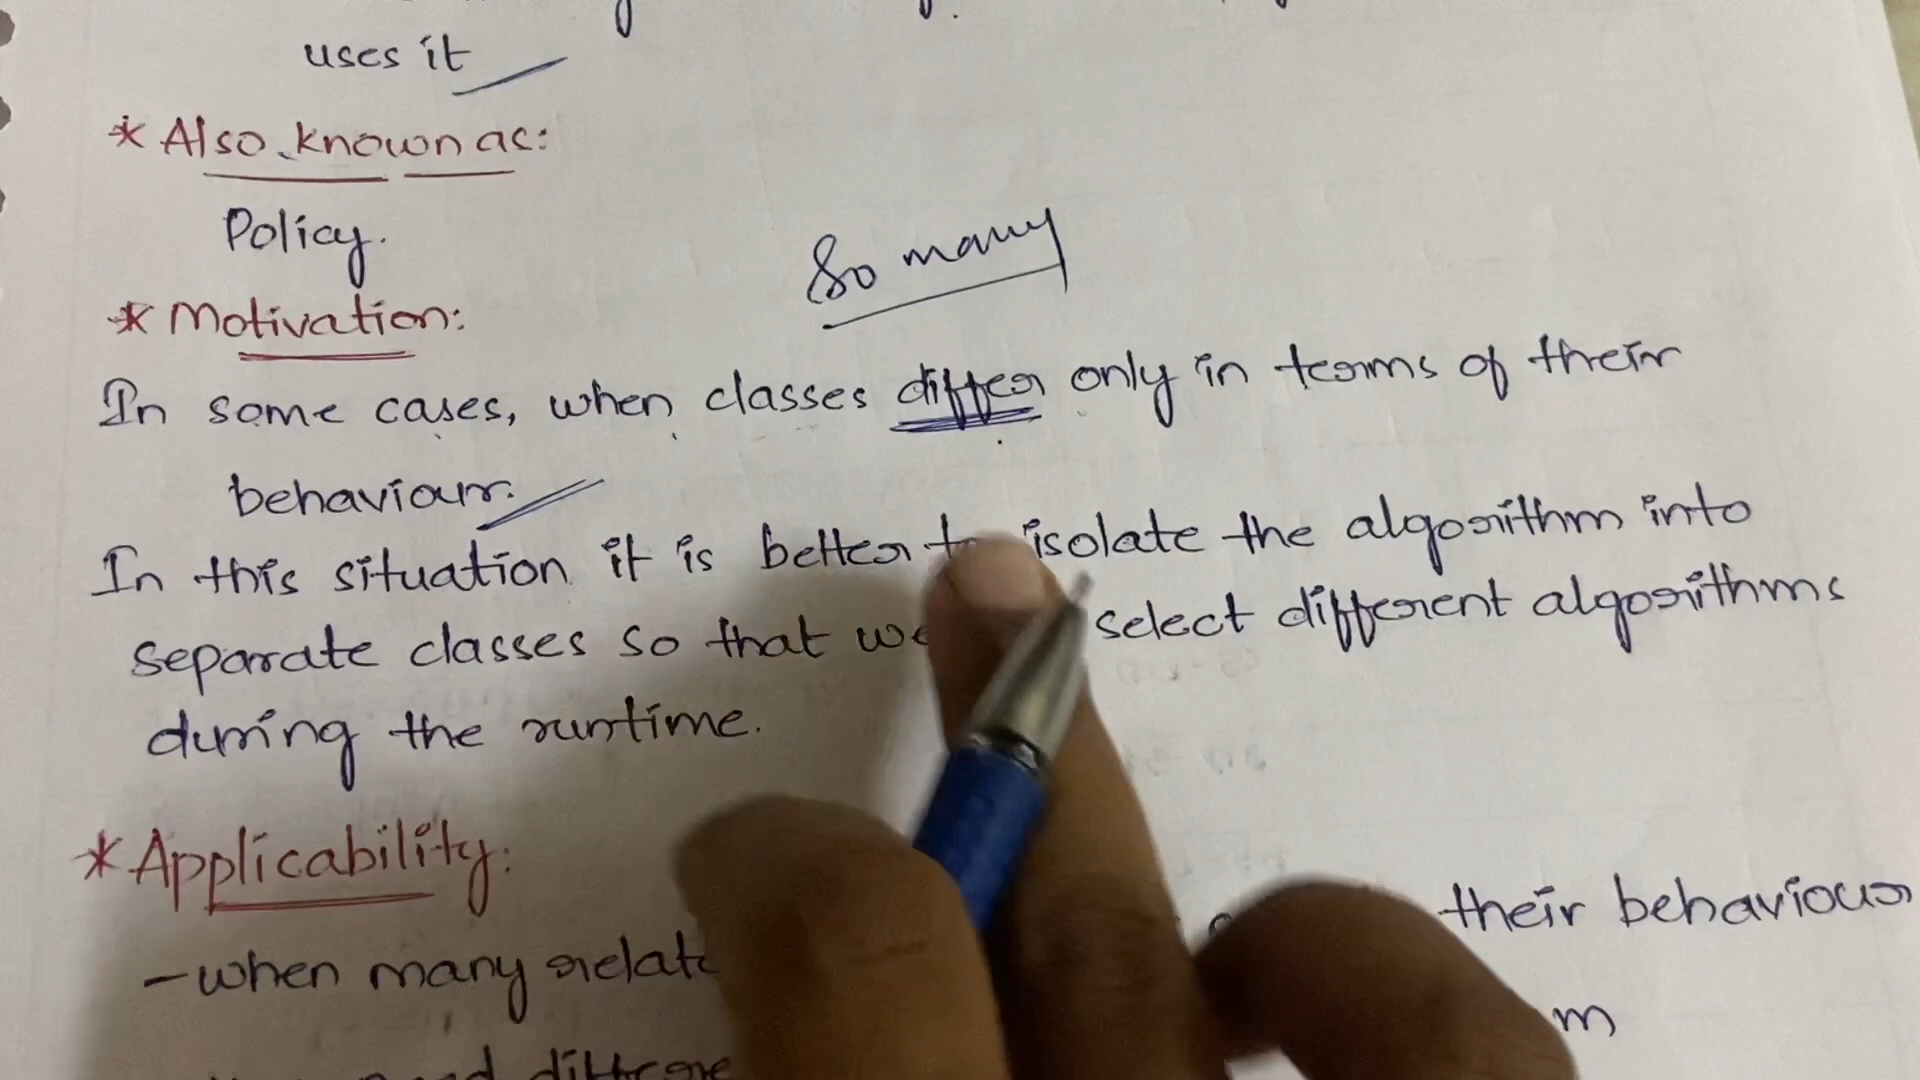 uses it
* Also known as:
Policy.
So many
* Motivation:
In some cases, when classes differ only in terms of their
behaviour.
In this situation it is better to isolate the algorithm into
separate classes so that we select different algorithms
during the runtime.
* Applicability:
- when many their behaviour